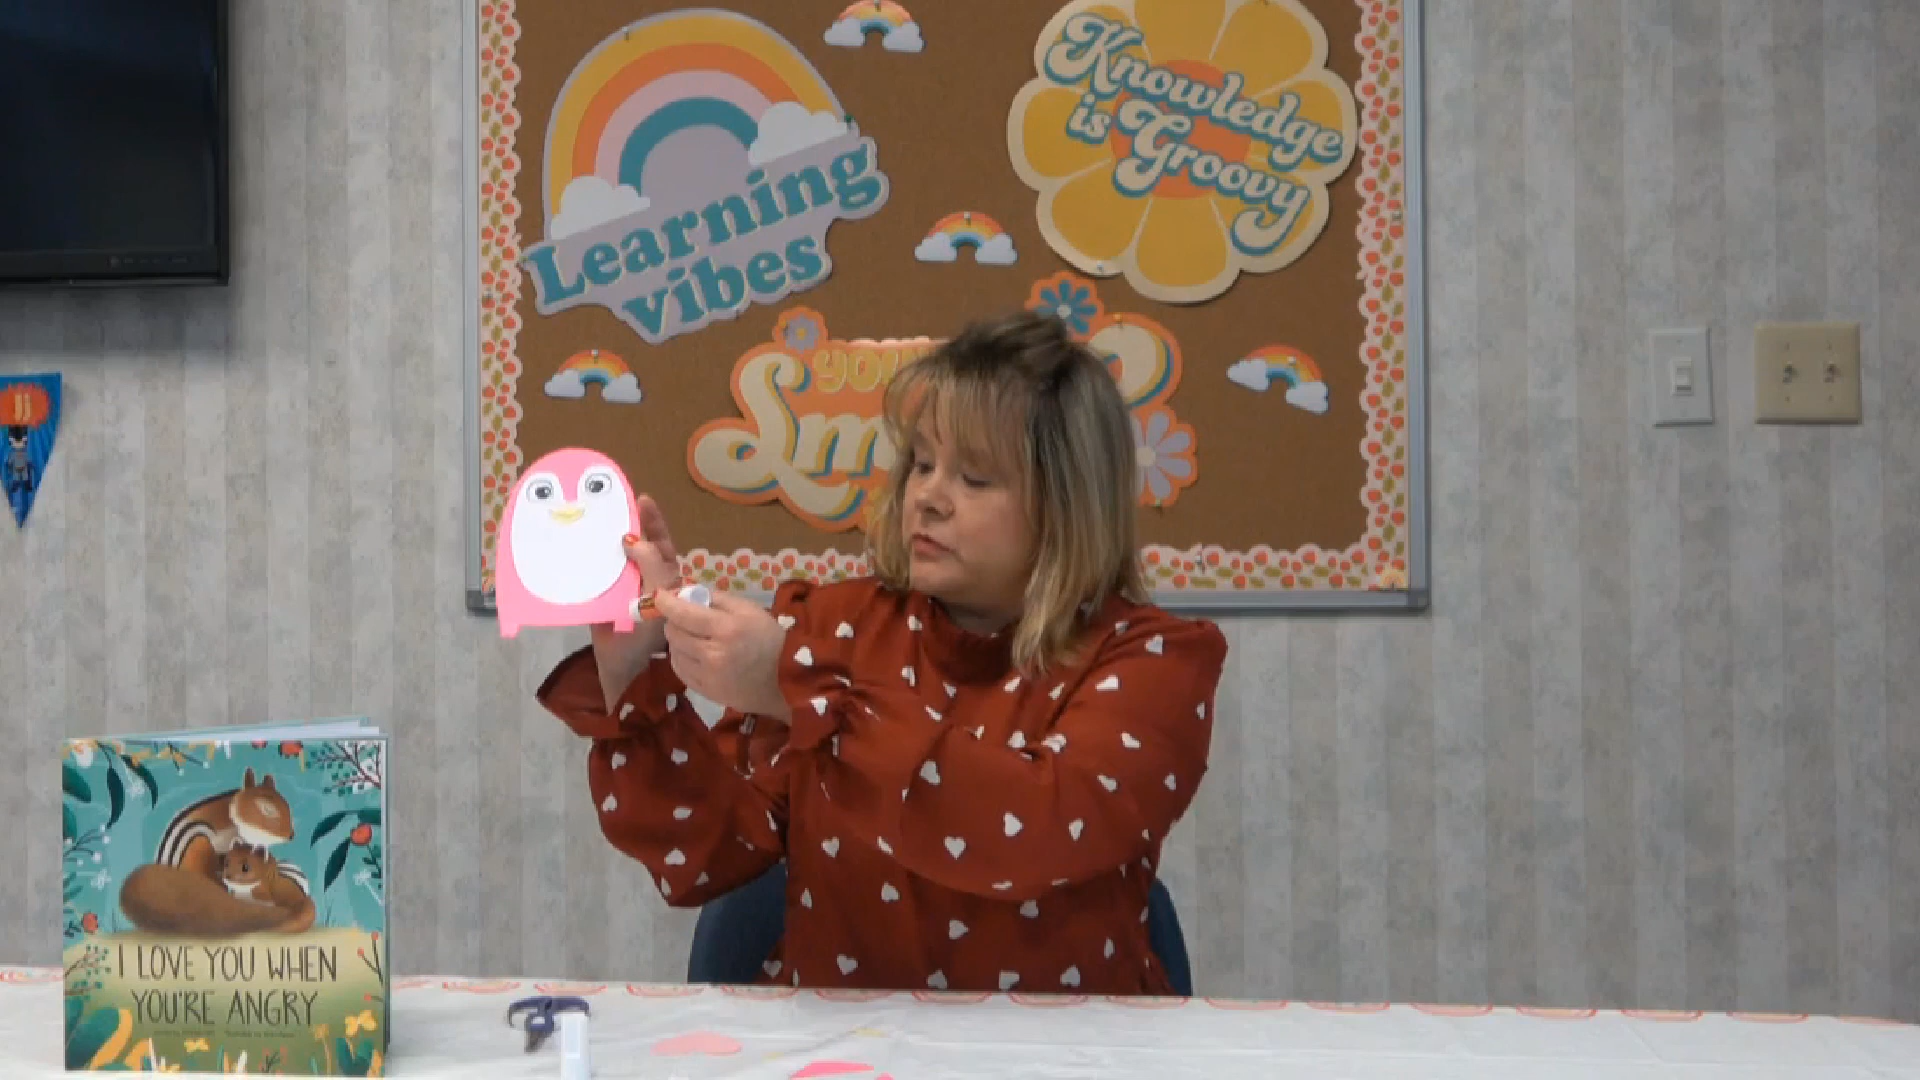 Learning
vibes
Knowledge
is Groovy
I LOVE YOU WHEN
YOU'RE ANGRY